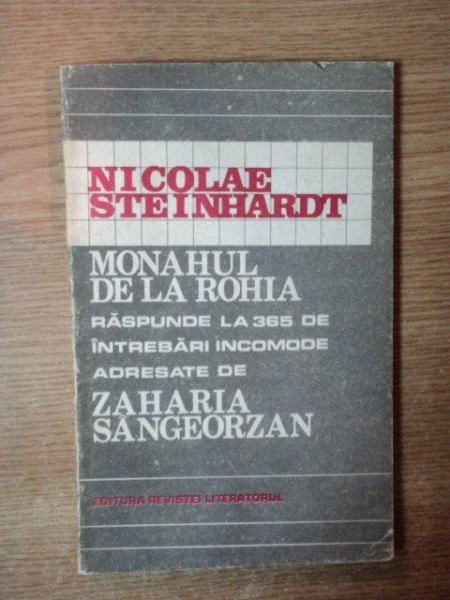 NICOLAE
STEINHARDT
MONAHUL
DE LA ROHIA
RĂSPUNDE LA 365 DE
ÎNTREBĂRI INCOMODE
ADRESATE DE
ZAHARIA
SÂNGEORZAN
EDITURA REVISTEI LITERATORUL